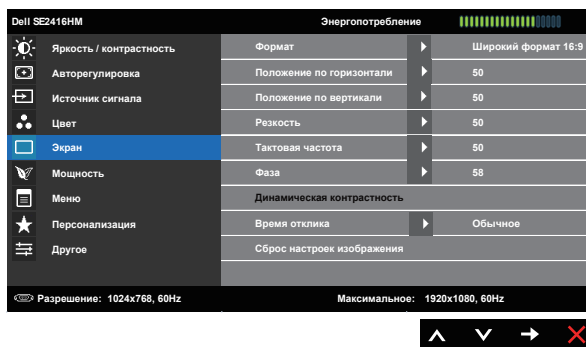 Dell SE2416HM Энергопотребление
Яркость / контрастность Формат Широкий формат 16:9
Авторегулировка Положение по горизонтали 50
Источник сигнала Положение по вертикали 50
Цвет Резкость 50
Экран Тактовая частота 50
Мощность Фаза 58
Меню Динамическая контрастность
Персонализация Время отклика Обычное
Другое Сброс настроек изображения
Разрешение: 1024x768, 60Hz Максимальное: 1920x1080, 60Hz